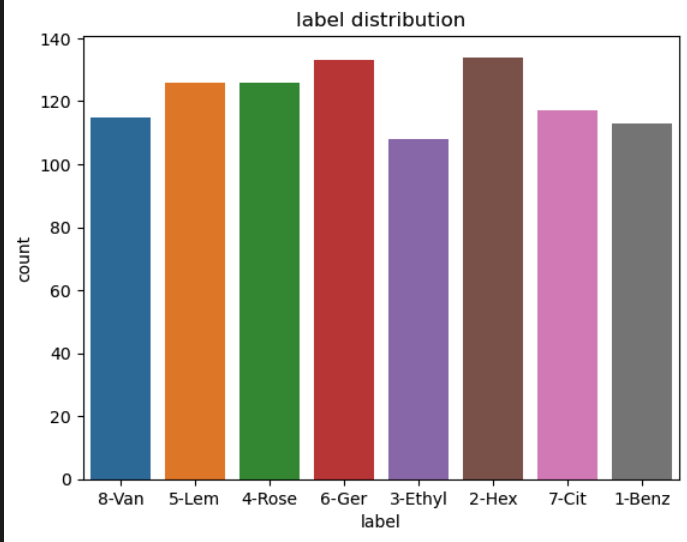 label distribution
140
120
100
80
60
40
20
0
count
8-Van 5-Lem 4-Rose 6-Ger 3-Ethyl 2-Hex 7-Cit 1-Benz
label